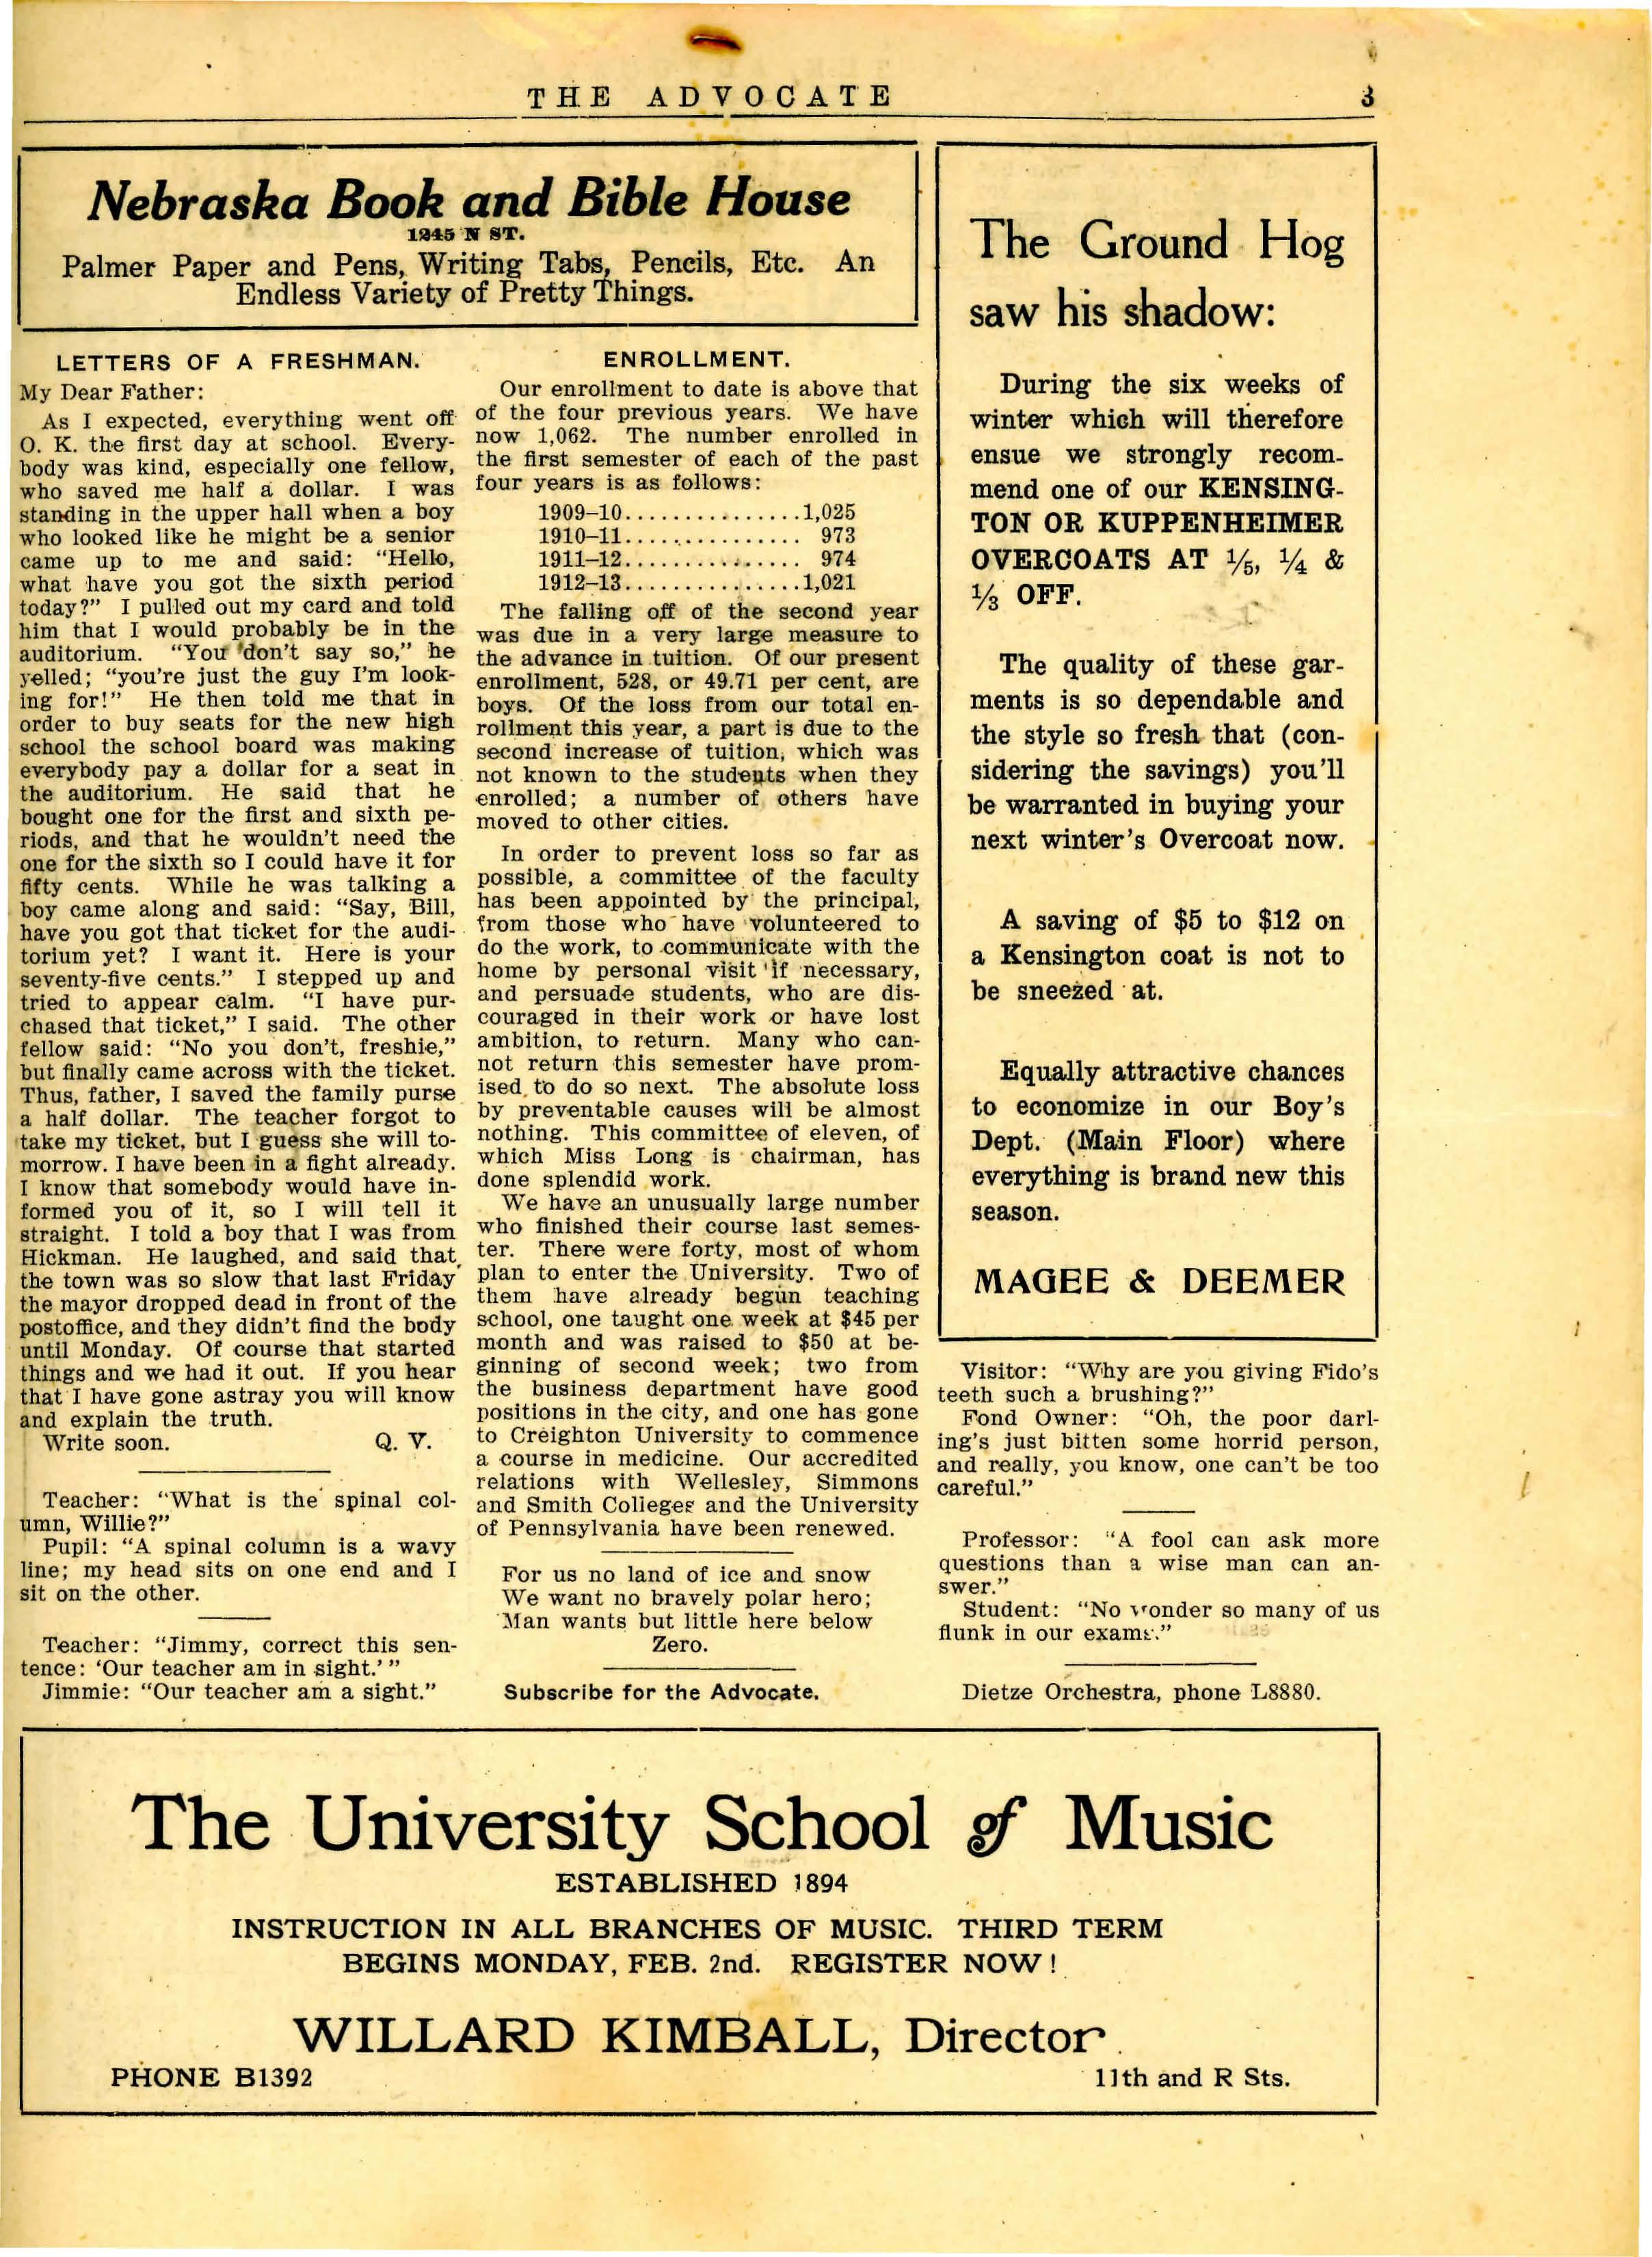 THE ADVOCATE 3
Nebraska Book and Bible House
1245 N ST.
Palmer Paper and Pens, Writing Tabs, Pencils, Etc. An
Endless Variety of Pretty Things.
LETTERS OF A FRESHMAN.
My Dear Father:
As I expected, everything went off
O. K. the first day at school. Every-
body was kind, especially one fellow,
who saved me half a dollar. I was
standing in the upper hall when a boy
who looked like he might be a senior
came up to me and said: "Hello,
what have you got the sixth period
today?" I pulled out my card and told
him that I would probably be in the
auditorium. "You don't say so," he
yelled; "you're just the guy I'm look-
ing for!" He then told me that in
order to buy seats for the new high
school the school board was making
everybody pay a dollar for a seat in
the auditorium. He said that he
bought one for the first and sixth pe-
riods, and that he wouldn't need the
one for the sixth so I could have it for
fifty cents. While he was talking a
boy came along and said: "Say, Bill,
have you got that ticket for the audi-
torium yet? I want it. Here is your
seventy-five cents." I stepped up and
tried to appear calm. "I have pur-
chased that ticket," I said. The other
fellow said: "No you don't, freshie,"
but finally came across with the ticket.
Thus, father, I saved the family purse
a half dollar. The teacher forgot to
take my ticket, but I guess she will to-
morrow. I have been in a fight already.
I know that somebody would have in-
formed you of it, so I will tell it
straight. I told a boy that I was from
Hickman. He laughed, and said that
the town was so slow that last Friday
the mayor dropped dead in front of the
postoffice, and they didn't find the body
until Monday. Of course that started
things and we had it out. If you hear
that I have gone astray you will know
and explain the truth.
Write soon. Q. V.
Teacher: "What is the spinal col-
umn, Willie?"
Pupil: "A spinal column is a wavy
line; my head sits on one end and I
sit on the other.
Teacher: "Jimmy, correct this sen-
tence: 'Our teacher am in sight.' "
Jimmie: "Our teacher am a sight."
ENROLLMENT.
Our enrollment to date is above that
of the four previous years. We have
now 1,062. The number enrolled in
the first semester of each of the past
four years is as follows:
1909–10...............1,025
1910–11............... 973
1911–12............... 974
1912–13...............1,021
The falling off of the second year
was due in a very large measure to
the advance in tuition. Of our present
enrollment, 528, or 49.71 per cent, are
boys. Of the loss from our total en-
rollment this year, a part is due to the
second increase of tuition, which was
not known to the students when they
enrolled; a number of others have
moved to other cities.
In order to prevent loss so far as
possible, a committee of the faculty
has been appointed by the principal,
from those who have volunteered to
do the work, to communicate with the
home by personal visit if necessary,
and persuade students, who are dis-
couraged in their work or have lost
ambition, to return. Many who can-
not return this semester have prom-
ised to do so next. The absolute loss
by preventable causes will be almost
nothing. This committee of eleven, of
which Miss Long is chairman, has
done splendid work.
We have an unusually large number
who finished their course last semes-
ter. There were forty, most of whom
plan to enter the University. Two of
them have already begun teaching
school, one taught one week at $45 per
month and was raised to $50 at be-
ginning of second week; two from
the business department have good
positions in the city, and one has gone
to Creighton University to commence
a course in medicine. Our accredited
relations with Wellesley, Simmons
and Smith Colleges and the University
of Pennsylvania have been renewed.
For us no land of ice and snow
We want no bravely polar hero;
Man wants but little here below
Zero.
Subscribe for the Advocate.
The Ground Hog
saw his shadow:
During the six weeks of
winter which will therefore
ensue we strongly recom-
mend one of our KENSING-
TON OR KUPPENHEIMER
OVERCOATS AT ⅕, ¼ &
⅓ OFF.
The quality of these gar-
ments is so dependable and
the style so fresh that (con-
sidering the savings) you'll
be warranted in buying your
next winter's Overcoat now.
A saving of $5 to $12 on
a Kensington coat is not to
be sneezed at.
Equally attractive chances
to economize in our Boy's
Dept. (Main Floor) where
everything is brand new this
season.
MAGEE & DEEMER
Visitor: "Why are you giving Fido's
teeth such a brushing?"
Fond Owner: "Oh, the poor darl-
ing's just bitten some horrid person,
and really, you know, one can't be too
careful."
Professor: "A fool can ask more
questions than a wise man can an-
swer."
Student: "No wonder so many of us
flunk in our exams."
Dietze Orchestra, phone L8880.
The University School of Music
ESTABLISHED 1894
INSTRUCTION IN ALL BRANCHES OF MUSIC. THIRD TERM
BEGINS MONDAY, FEB. 2nd. REGISTER NOW!
WILLARD KIMBALL, Director
PHONE B1392 11th and R Sts.